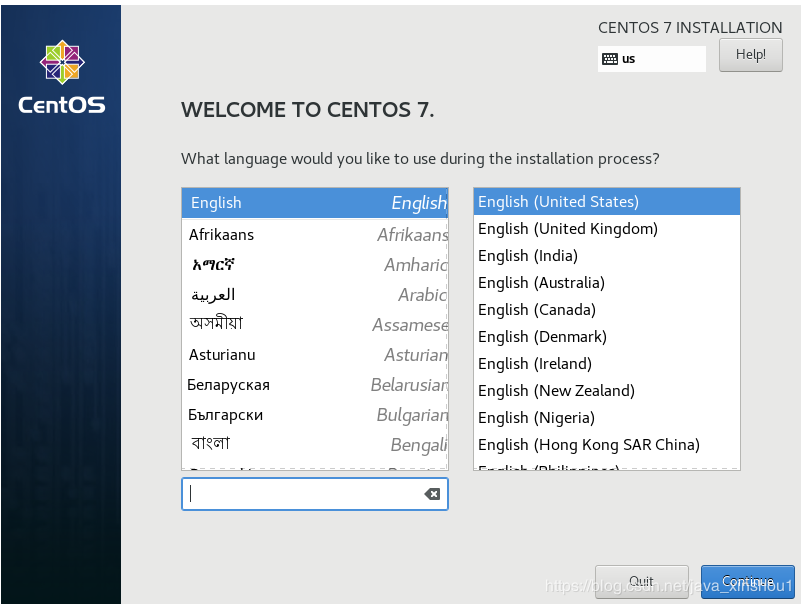 CentOS
CENTOS 7 INSTALLATION
us
Help!
WELCOME TO CENTOS 7.
What language would you like to use during the installation process?
English English
Afrikaans Afrikaans
አማርኛ Amharic
العربية Arabic
অসমীয়া Assamese
Asturianu Asturian
Беларуская Belarusian
Български Bulgarian
বাংলা Bengali
English (United States)
English (United Kingdom)
English (India)
English (Australia)
English (Canada)
English (Denmark)
English (Ireland)
English (New Zealand)
English (Nigeria)
English (Hong Kong SAR China)
English (Philippines)
Quit
Continue
https://blog.csdn.net/java_xinshou1